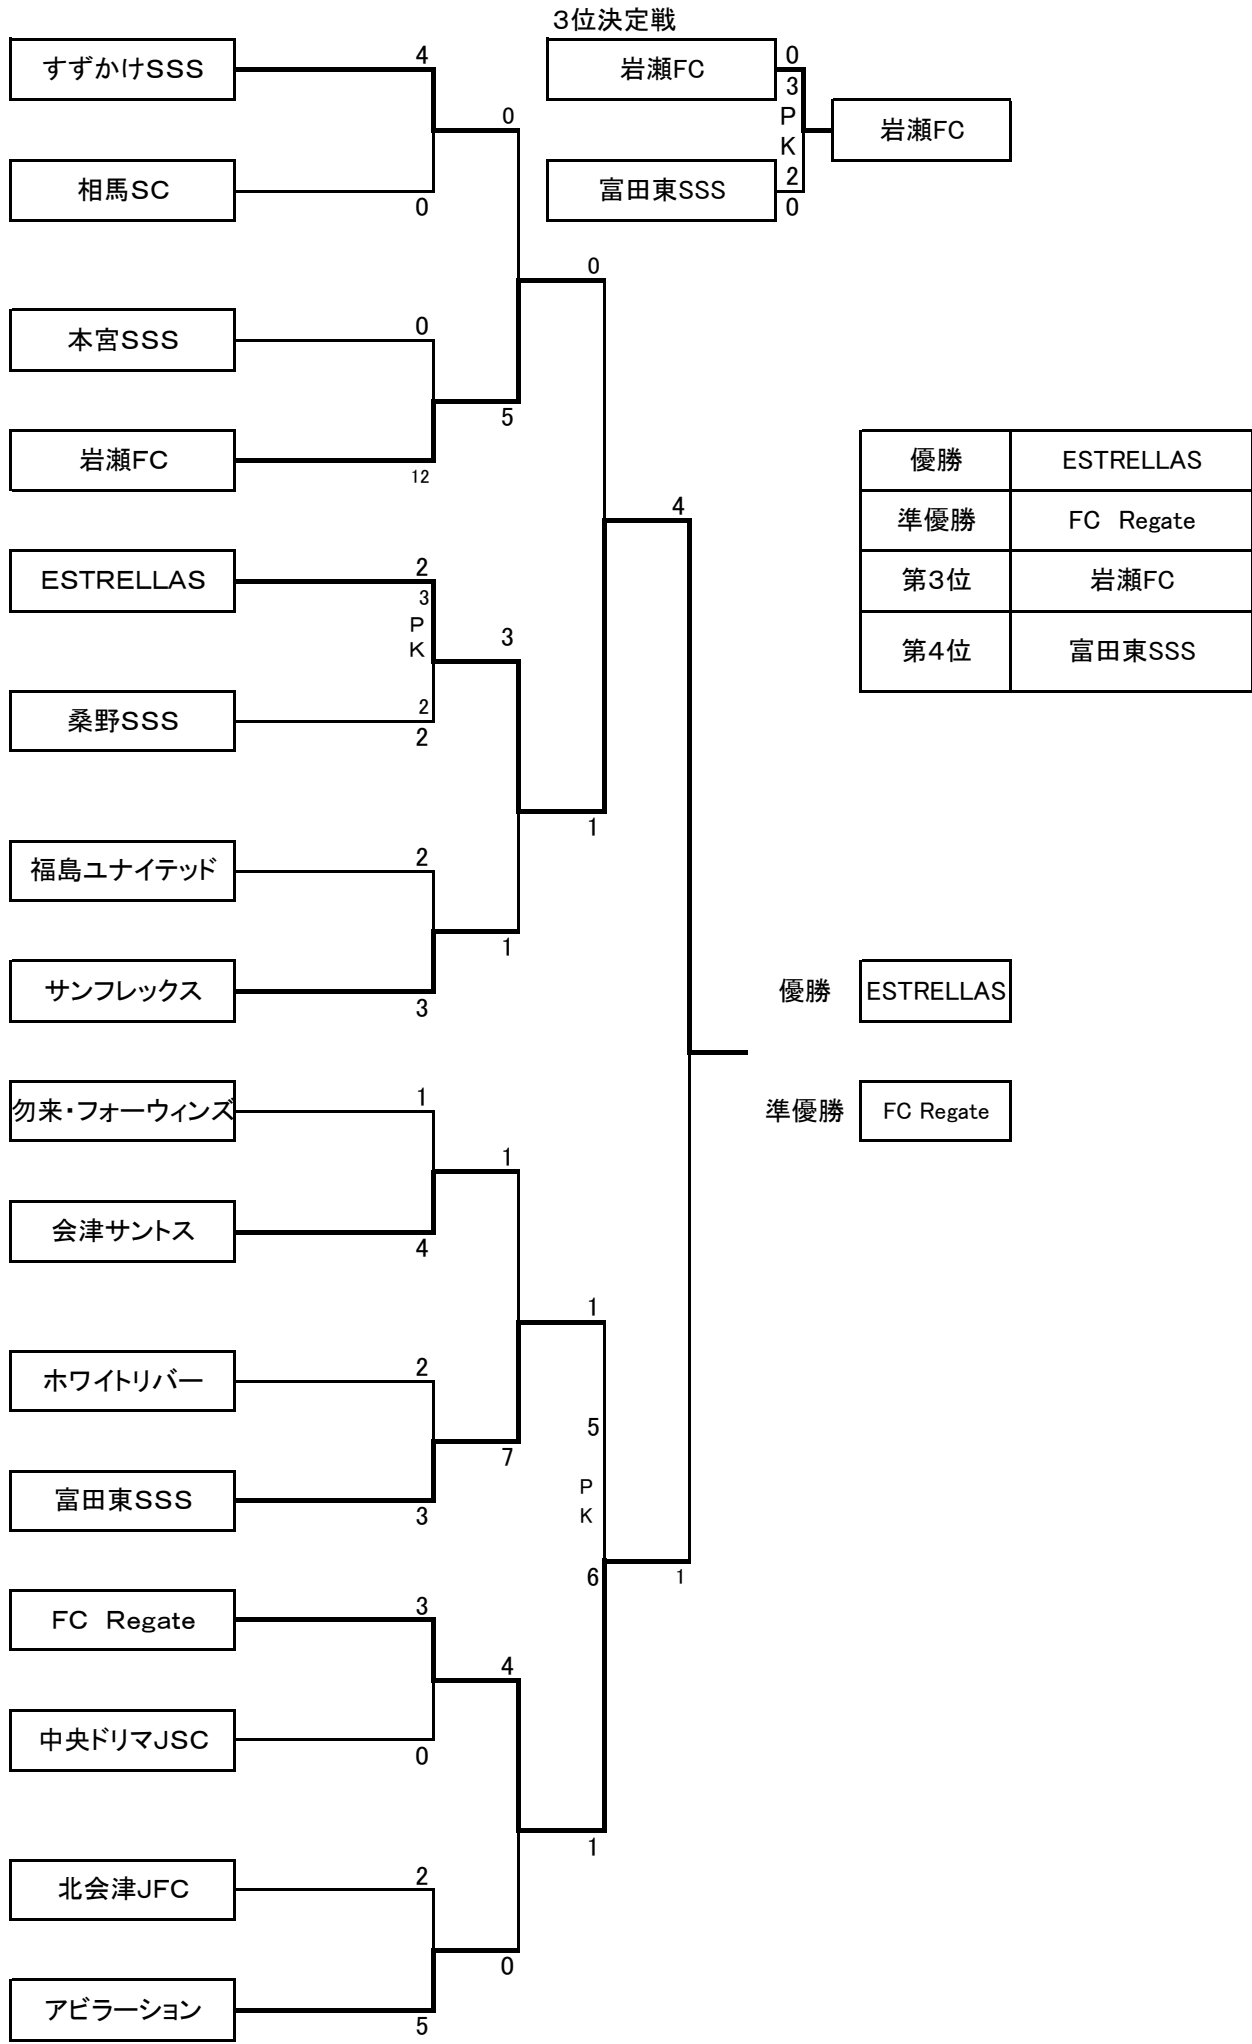 3位決定戦
すずかけSSS
4
岩瀬FC
0
3
P
K
2
0
岩瀬FC
0
相馬SC
0
富田東SSS
0
本宮SSS
0
5
岩瀬FC
12
優勝 ESTRELLAS
準優勝 FC Regate
第3位 岩瀬FC
第4位 富田東SSS
4
ESTRELLAS
2
3
P
K
3
桑野SSS
2
2
1
福島ユナイテッド
2
1
サンフレックス
3
優勝 ESTRELLAS
準優勝 FC Regate
勿来・フォーウィンズ
1
1
会津サントス
4
1
ホワイトリバー
2
5
P
K
6
7
富田東SSS
3
1
FC Regate
3
4
中央ドリマJSC
0
1
北会津JFC
2
0
アビラーション
5